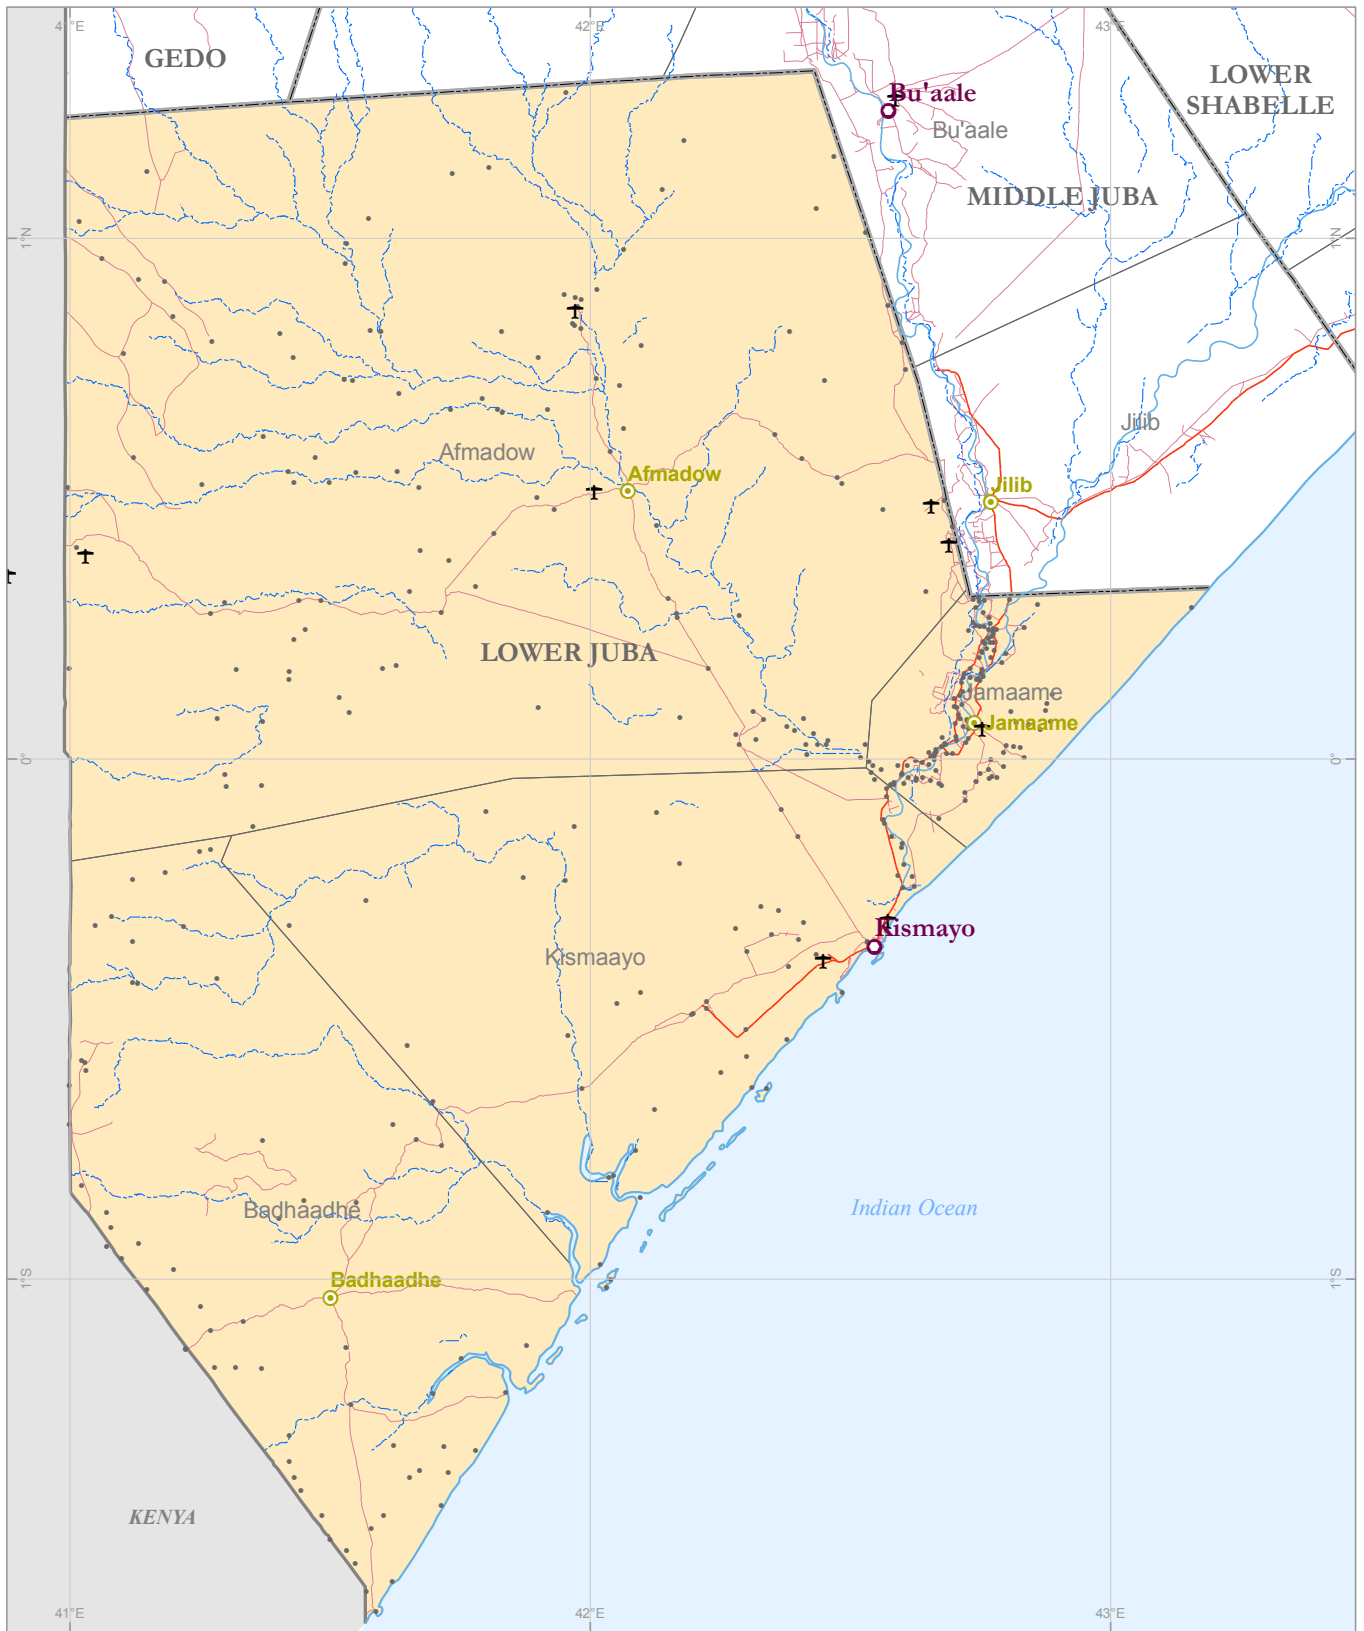 41°E
42°E
43°E
GEDO
LOWER
SHABELLE
Bu'aale
Bu'aale
MIDDLE JUBA
1°N
1°N
Jilib
Afmadow
Afmadow
Jilib
LOWER JUBA
Jamaame
Jamaame
0°
0°
Kismayo
Kismaayo
Indian Ocean
Badhaadhe
Badhaadhe
1°S
1°S
KENYA
41°E
42°E
43°E